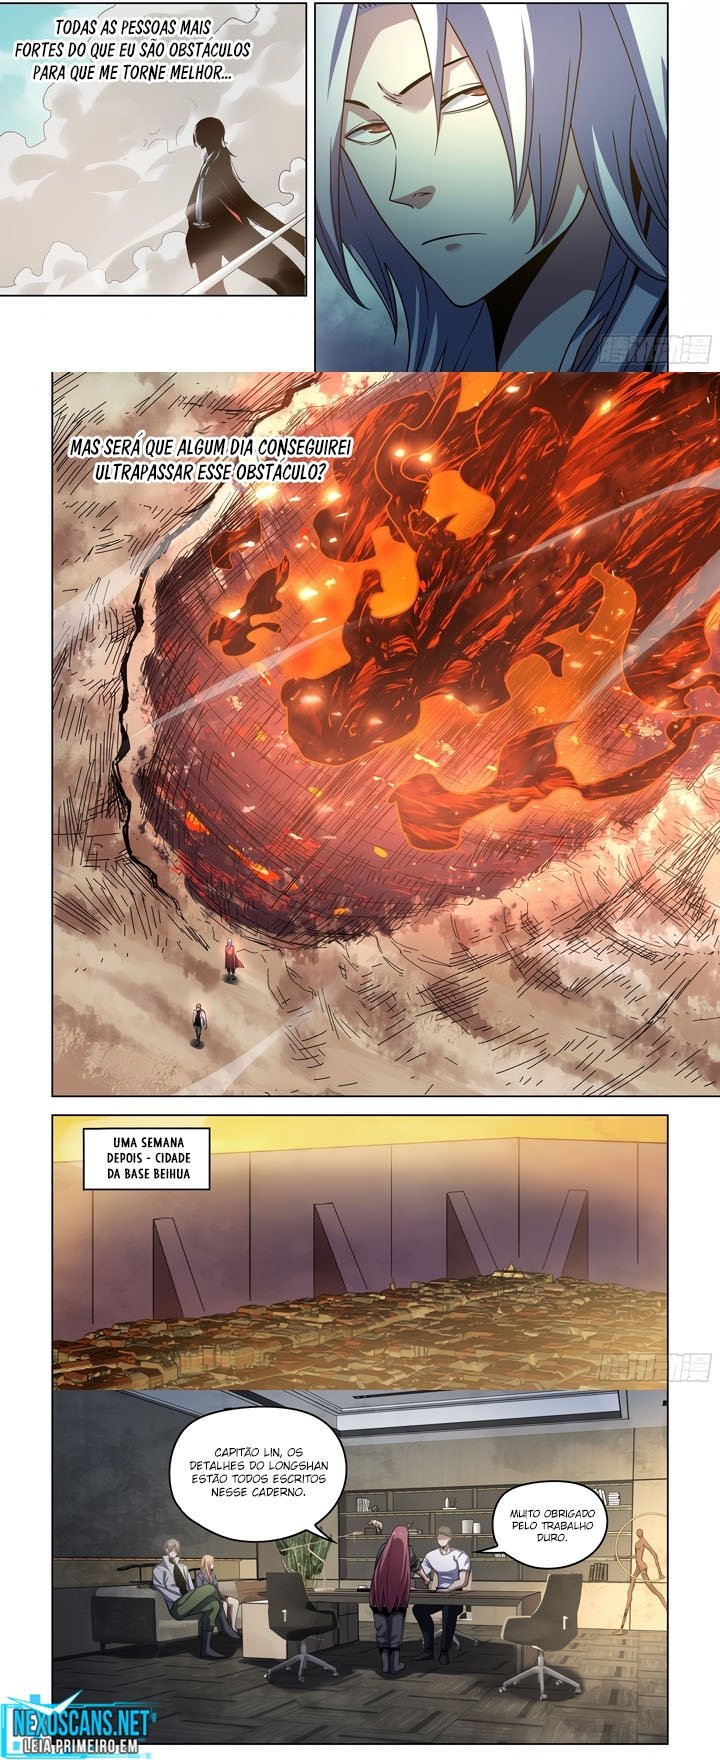 TODAS AS PESSOAS MAIS
FORTES DO QUE EU SÃO OBSTÁCULOS
PARA QUE ME TORNE MELHOR...
MAS SERÁ QUE ALGUM DIA CONSEGUIREI
ULTRAPASSAR ESSE OBSTÁCULO?
UMA SEMANA
DEPOIS - CIDADE
DA BASE BEIHUA
CAPITÃO LIN, OS
DETALHES DO LONGSHAN
ESTÃO TODOS ESCRITOS
NESSE CADERNO.
MUITO OBRIGADO
PELO TRABALHO
DURO.
NEXOSCANS.NET
LEIA PRIMEIRO EM